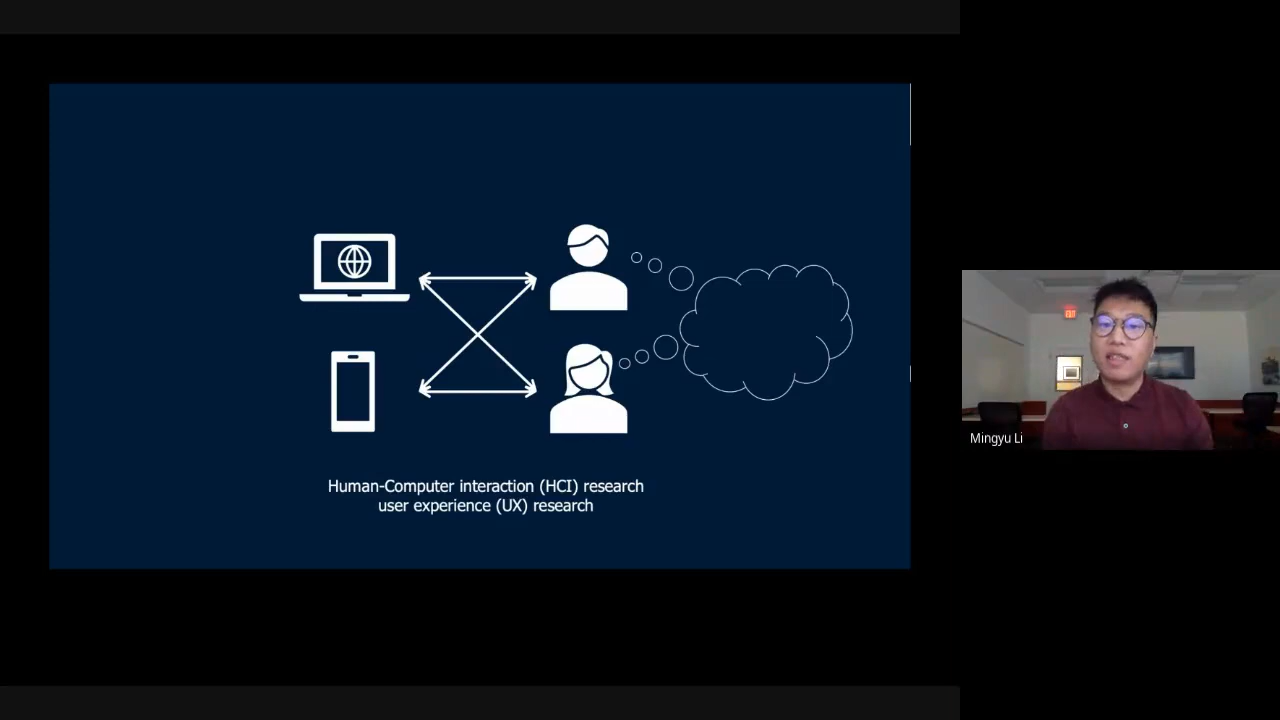 Human-Computer interaction (HCI) research
user experience (UX) research
Mingyu Li